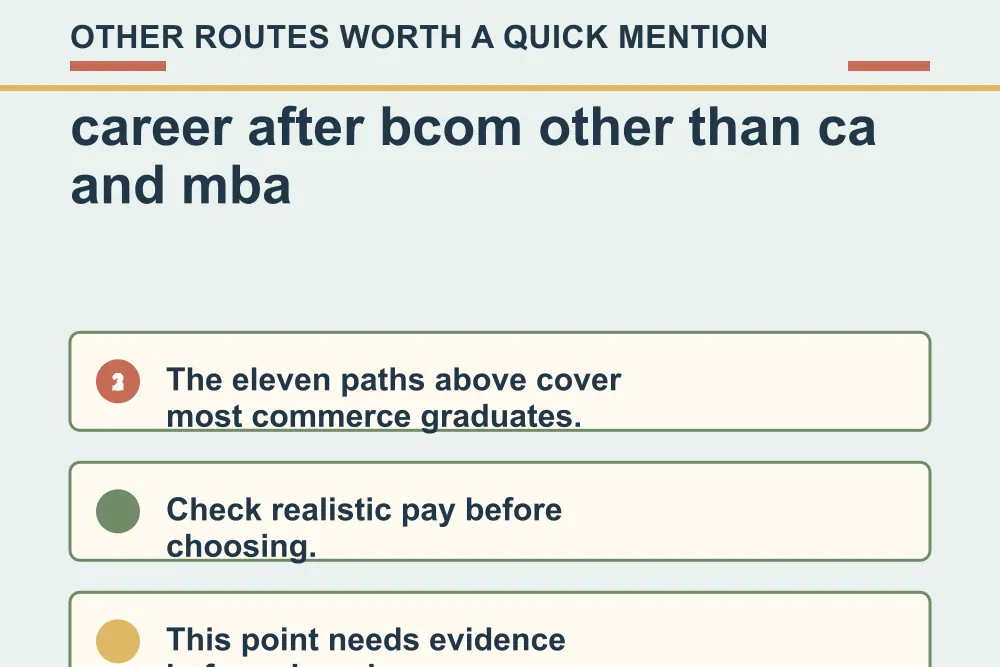 OTHER ROUTES WORTH A QUICK MENTION
career after bcom other than ca
and mba
The eleven paths above cover
most commerce graduates.
Check realistic pay before
choosing.
This point needs evidence